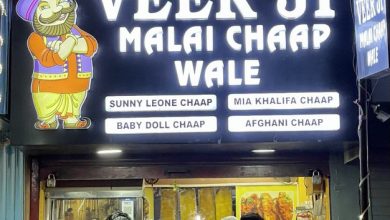 VEER JI
MALAI CHAAP
WALE
SUNNY LEONE CHAAP
MIA KHALIFA CHAAP
BABY DOLL CHAAP
AFGHANI CHAAP